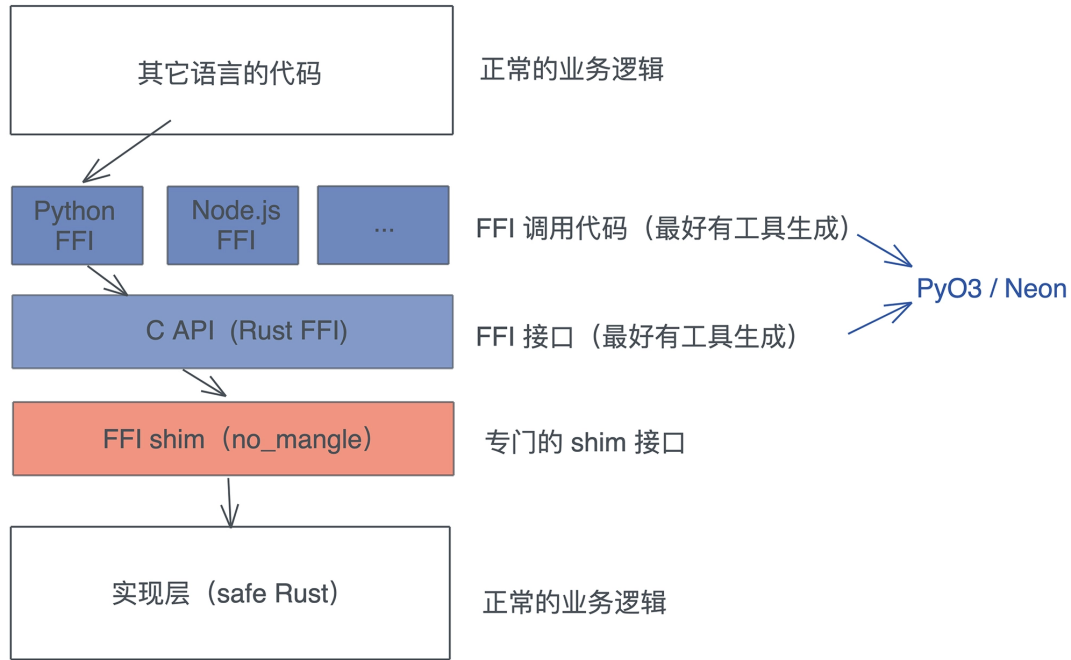 其它语言的代码
正常的业务逻辑
Python
FFI
Node.js
FFI
...
FFI 调用代码（最好有工具生成）
PyO3 / Neon
C API（Rust FFI)
FFI 接口（最好有工具生成）
FFI shim（no_mangle）
专门的 shim 接口
实现层（safe Rust）
正常的业务逻辑